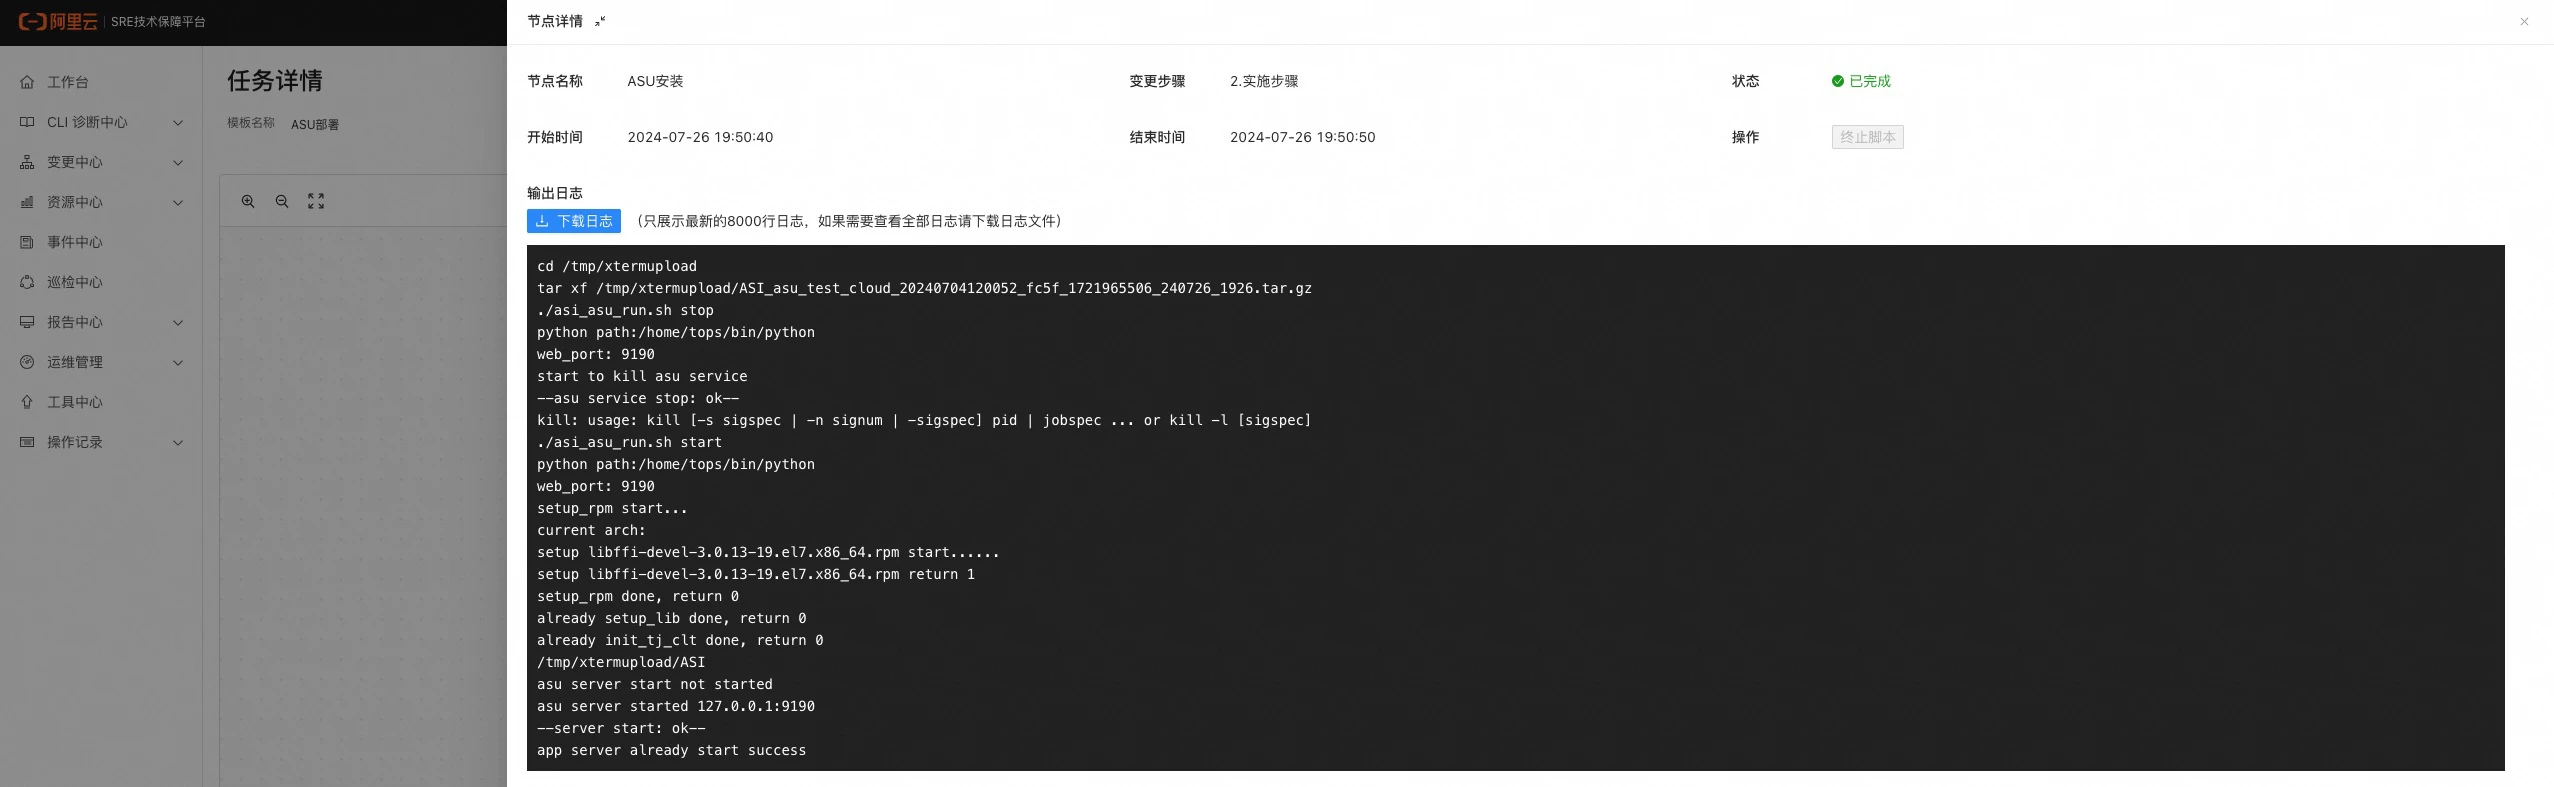 阿里云 | SRE技术保障平台
工作台
CLI 诊断中心
变更中心
资源中心
事件中心
巡检中心
报告中心
运维管理
工具中心
操作记录
任务详情
模板名称 ASU部署
节点详情
节点名称 ASU安装 变更步骤 2.实施步骤 状态 已完成
开始时间 2024-07-26 19:50:40 结束时间 2024-07-26 19:50:50 操作 终止脚本
输出日志
下载日志 （只展示最新的8000行日志，如果需要查看全部日志请下载日志文件）
cd /tmp/xtermupload
tar xf /tmp/xtermupload/ASI_asu_test_cloud_20240704120052_fc5f_1721965506_240726_1926.tar.gz
./asi_asu_run.sh stop
python path:/home/tops/bin/python
web_port: 9190
start to kill asu service
--asu service stop: ok--
kill: usage: kill [-s sigspec | -n signum | -sigspec] pid | jobspec ... or kill -l [sigspec]
./asi_asu_run.sh start
python path:/home/tops/bin/python
web_port: 9190
setup_rpm start...
current arch:
setup libffi-devel-3.0.13-19.el7.x86_64.rpm start......
setup libffi-devel-3.0.13-19.el7.x86_64.rpm return 1
setup_rpm done, return 0
already setup_lib done, return 0
already init_tj_clt done, return 0
/tmp/xtermupload/ASI
asu server start not started
asu server started 127.0.0.1:9190
--server start: ok--
app server already start success